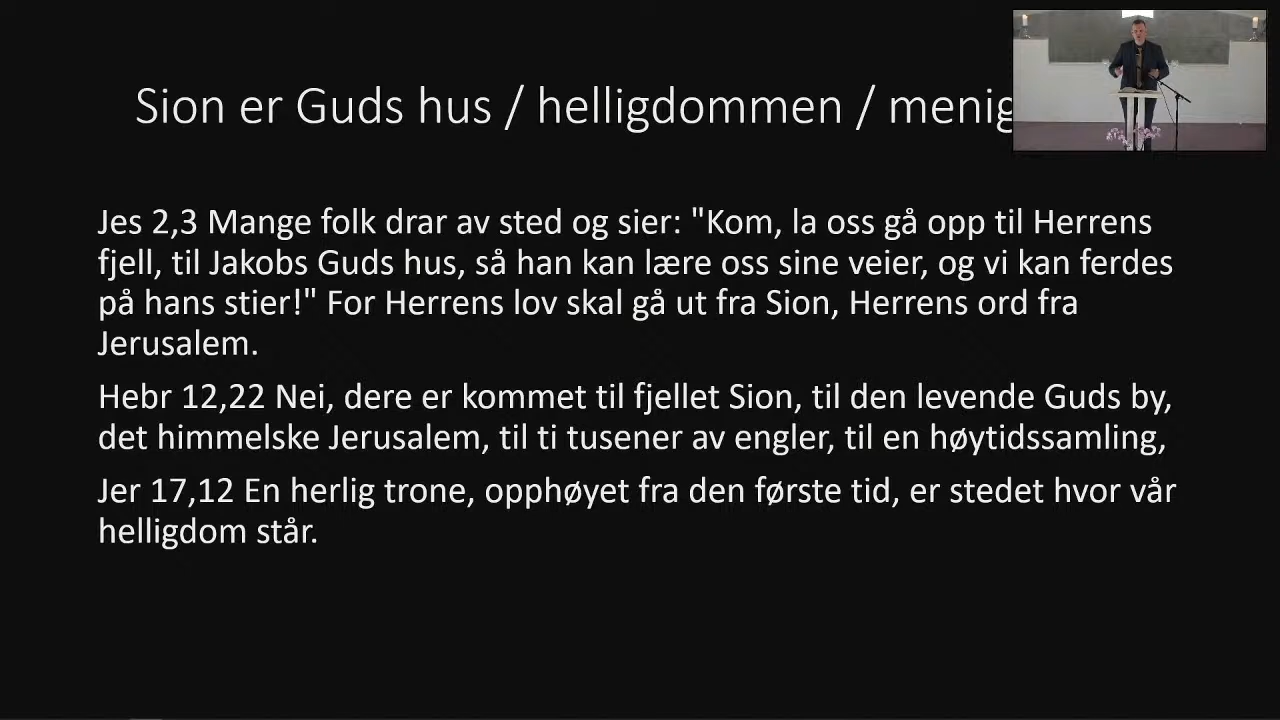 Sion er Guds hus / helligdommen /
Jes 2,3 Mange folk drar av sted og sier: "Kom, la oss gå opp til Herrens
fjell, til Jakobs Guds hus, så han kan lære oss sine veier, og vi kan ferdes
på hans stier!" For Herrens lov skal gå ut fra Sion, Herrens ord fra
Jerusalem.
Hebr 12,22 Nei, dere er kommet til fjellet Sion, til den levende Guds by,
det himmelske Jerusalem, til ti tusener av engler, til en høytidssamling,
Jer 17,12 En herlig trone, opphøyet fra den første tid, er stedet hvor vår
helligdom står.